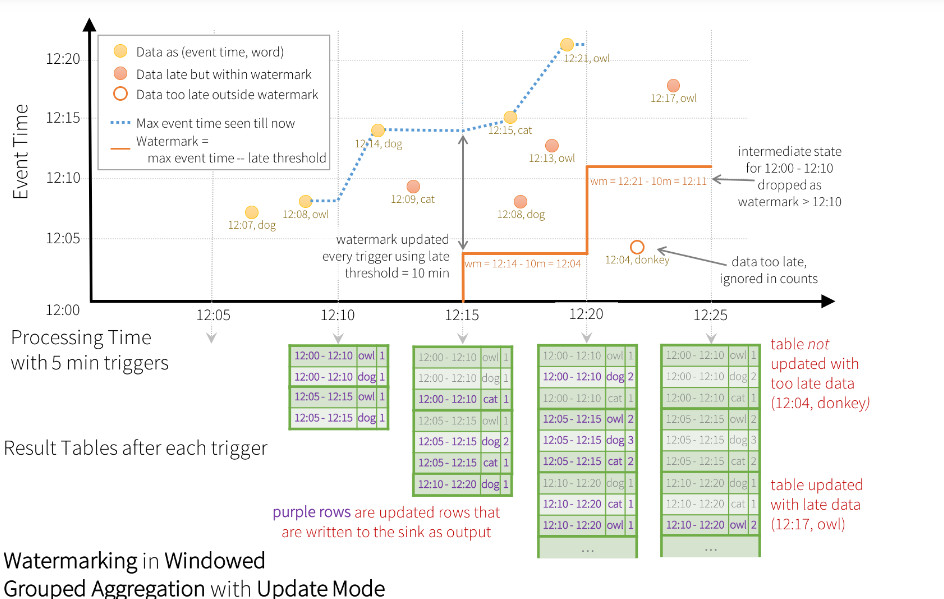 12:20
12:15
12:10
12:05
12:00
Event Time
Data as (event time, word)
Data late but within watermark
Data too late outside watermark
Max event time seen till now
Watermark =
max event time -- late threshold
12:07, dog
12:08, owl
12:14, dog
12:09, cat
12:15, cat
12:08, dog
12:13, owl
12:21, owl
12:17, owl
12:04, donkey
watermark updated
every trigger using late
threshold = 10 min
wm = 12:14 - 10m = 12:04
wm = 12:21 - 10m = 12:11
intermediate state
for 12:00 - 12:10
dropped as
watermark > 12:10
data too late,
ignored in counts
12:05
12:10
12:15
12:20
12:25
Processing Time
with 5 min triggers
Result Tables after each trigger
12:00 - 12:10 owl 1
12:00 - 12:10 dog 1
12:05 - 12:15 owl 1
12:05 - 12:15 dog 1
12:00 - 12:10 owl 1
12:00 - 12:10 dog 1
12:00 - 12:10 cat 1
12:05 - 12:15 owl 1
12:05 - 12:15 dog 2
12:05 - 12:15 cat 1
12:10 - 12:20 dog 1
12:00 - 12:10 owl 1
12:00 - 12:10 dog 2
12:00 - 12:10 cat 1
12:05 - 12:15 owl 2
12:05 - 12:15 dog 3
12:05 - 12:15 cat 2
12:10 - 12:20 dog 1
12:10 - 12:20 cat 1
12:10 - 12:20 owl 1
...
12:00 - 12:10 owl 1
12:00 - 12:10 dog 2
12:00 - 12:10 cat 1
12:05 - 12:15 owl 2
12:05 - 12:15 dog 3
12:05 - 12:15 cat 2
12:10 - 12:20 dog 1
12:10 - 12:20 cat 1
12:10 - 12:20 owl 2
...
table not
updated with
too late data
(12:04, donkey)
table updated
with late data
(12:17, owl)
purple rows are updated rows that
are written to the sink as output
Watermarking in Windowed
Grouped Aggregation with Update Mode